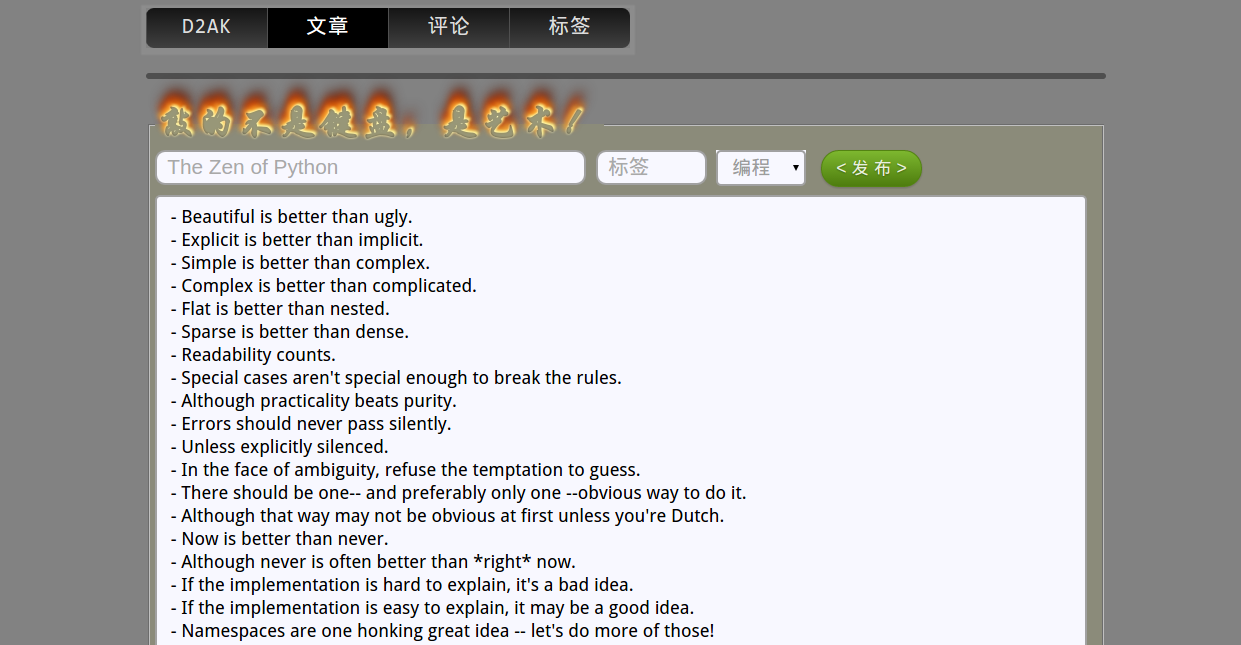 D2AK 文章 评论 标签
敲的不是键盘，是艺术！
The Zen of Python 标签 编程 < 发 布 >
- Beautiful is better than ugly.
- Explicit is better than implicit.
- Simple is better than complex.
- Complex is better than complicated.
- Flat is better than nested.
- Sparse is better than dense.
- Readability counts.
- Special cases aren't special enough to break the rules.
- Although practicality beats purity.
- Errors should never pass silently.
- Unless explicitly silenced.
- In the face of ambiguity, refuse the temptation to guess.
- There should be one-- and preferably only one --obvious way to do it.
- Although that way may not be obvious at first unless you're Dutch.
- Now is better than never.
- Although never is often better than *right* now.
- If the implementation is hard to explain, it's a bad idea.
- If the implementation is easy to explain, it may be a good idea.
- Namespaces are one honking great idea -- let's do more of those!